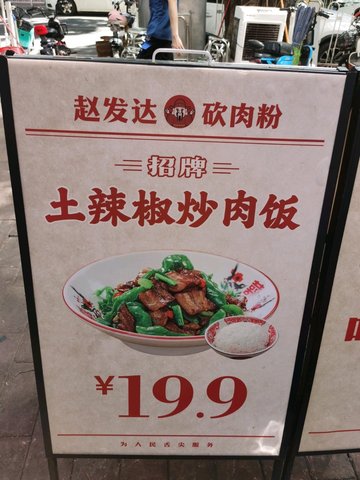 赵发达 砍肉粉
招牌
土辣椒炒肉饭
¥19.9
为人民舌尖服务